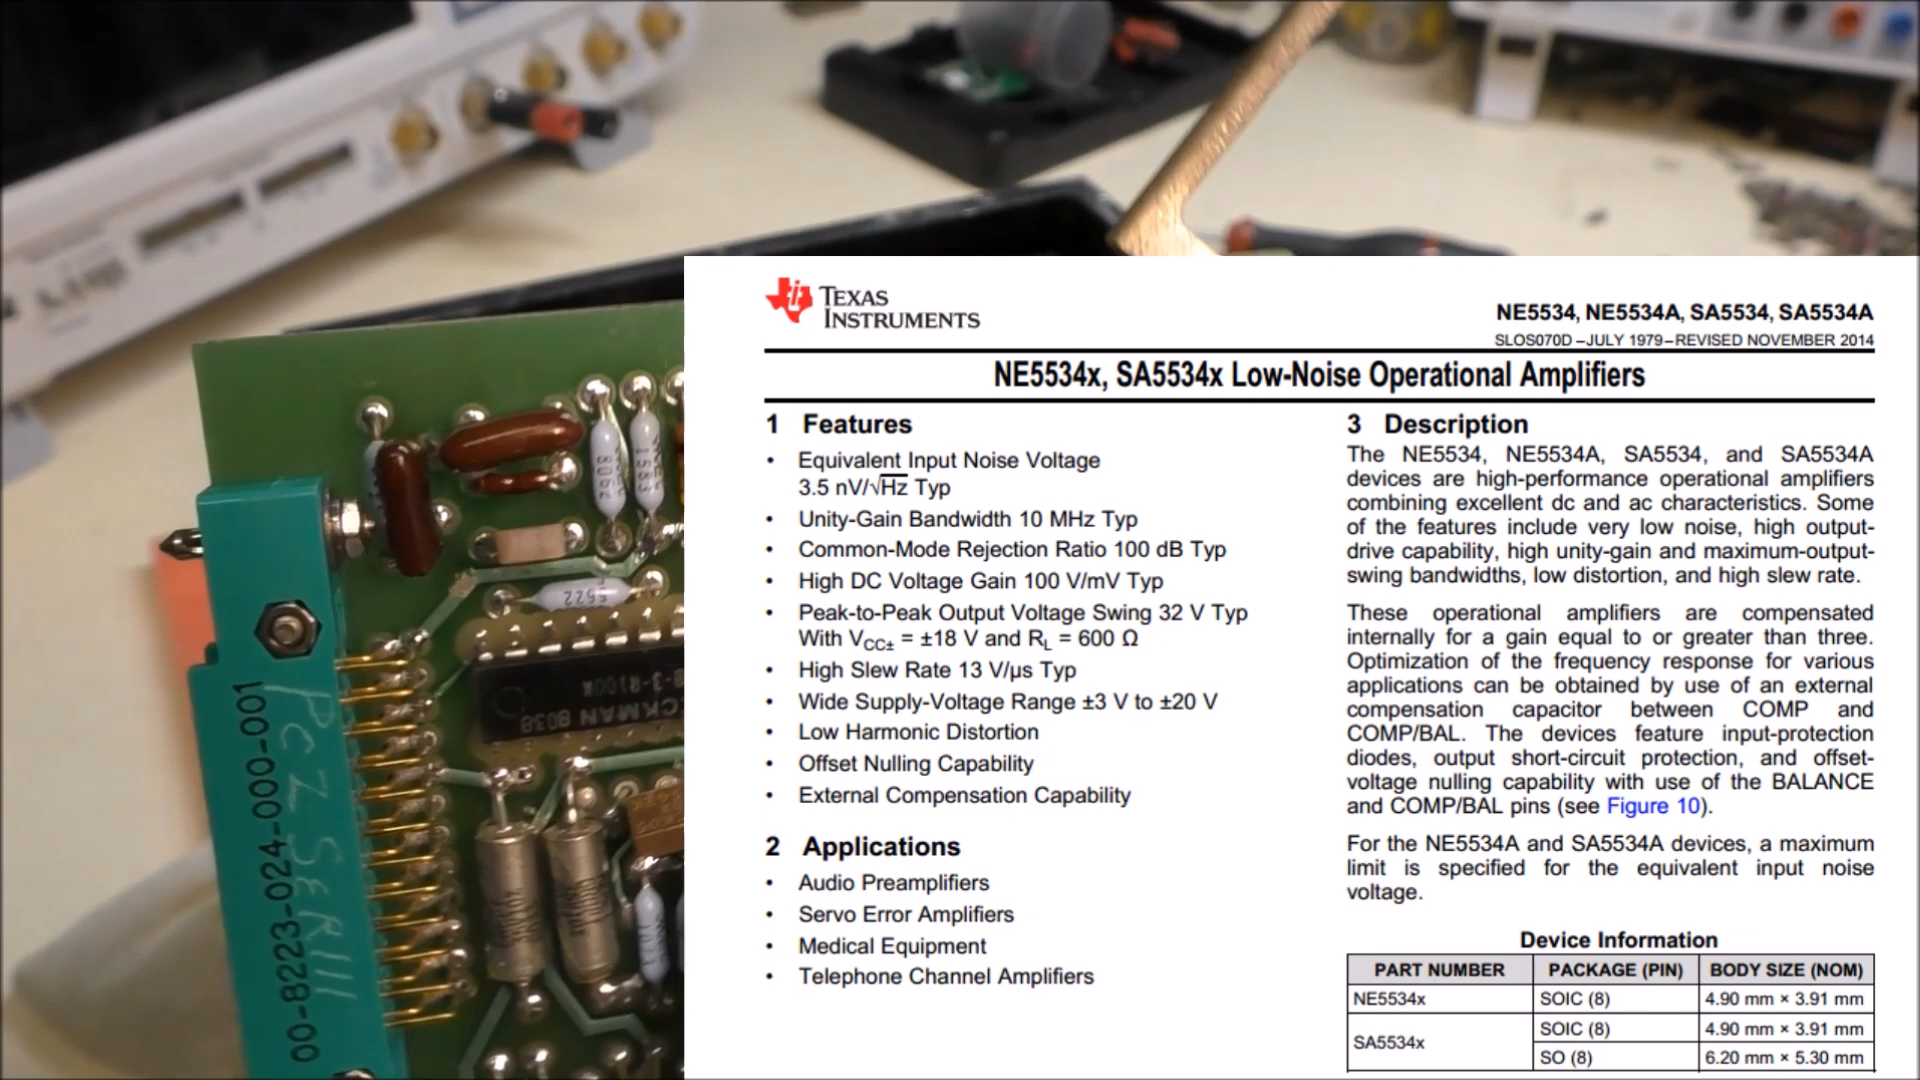 TEXAS
INSTRUMENTS
NE5534, NE5534A, SA5534, SA5534A
SLOS070D –JULY 1979–REVISED NOVEMBER 2014
NE5534x, SA5534x Low-Noise Operational Amplifiers
1 Features
• Equivalent Input Noise Voltage
3.5 nV/√Hz Typ
• Unity-Gain Bandwidth 10 MHz Typ
• Common-Mode Rejection Ratio 100 dB Typ
• High DC Voltage Gain 100 V/mV Typ
• Peak-to-Peak Output Voltage Swing 32 V Typ
With VCC± = ±18 V and RL = 600 Ω
• High Slew Rate 13 V/µs Typ
• Wide Supply-Voltage Range ±3 V to ±20 V
• Low Harmonic Distortion
• Offset Nulling Capability
• External Compensation Capability
2 Applications
• Audio Preamplifiers
• Servo Error Amplifiers
• Medical Equipment
• Telephone Channel Amplifiers
3 Description
The NE5534, NE5534A, SA5534, and SA5534A
devices are high-performance operational amplifiers
combining excellent dc and ac characteristics. Some
of the features include very low noise, high output-
drive capability, high unity-gain and maximum-output-
swing bandwidths, low distortion, and high slew rate.
These operational amplifiers are compensated
internally for a gain equal to or greater than three.
Optimization of the frequency response for various
applications can be obtained by use of an external
compensation capacitor between COMP and
COMP/BAL. The devices feature input-protection
diodes, output short-circuit protection, and offset-
voltage nulling capability with use of the BALANCE
and COMP/BAL pins (see Figure 10).
For the NE5534A and SA5534A devices, a maximum
limit is specified for the equivalent input noise
voltage.
Device Information
PART NUMBER PACKAGE (PIN) BODY SIZE (NOM)
NE5534x SOIC (8) 4.90 mm × 3.91 mm
SA5534x SOIC (8) 4.90 mm × 3.91 mm
SO (8) 6.20 mm × 5.30 mm
00-8223-024-000-001
CKMAN 8038
-3-R100K
8062
1583
5622